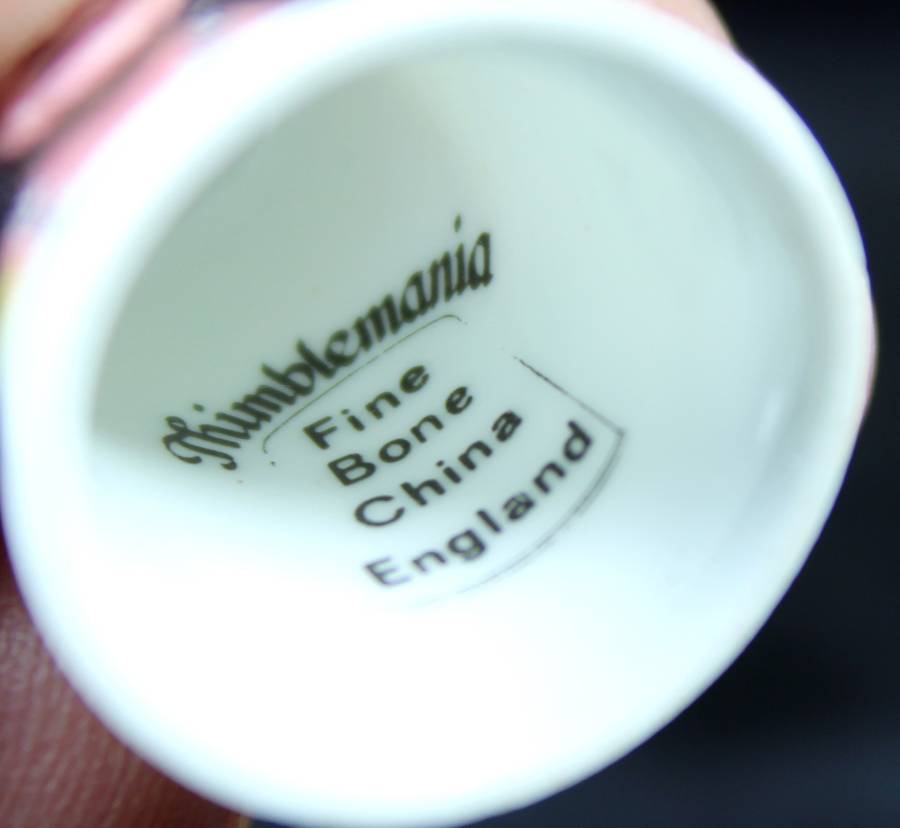 Thimblemania
Fine
Bone
China
England